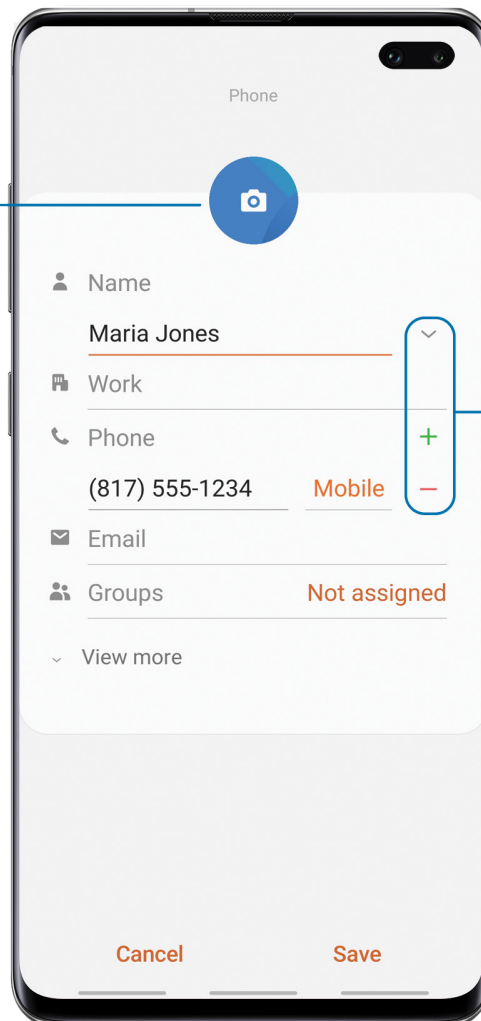 Phone
Name
Maria Jones
Work
Phone
(817) 555-1234 Mobile
Email
Groups Not assigned
View more
Cancel Save